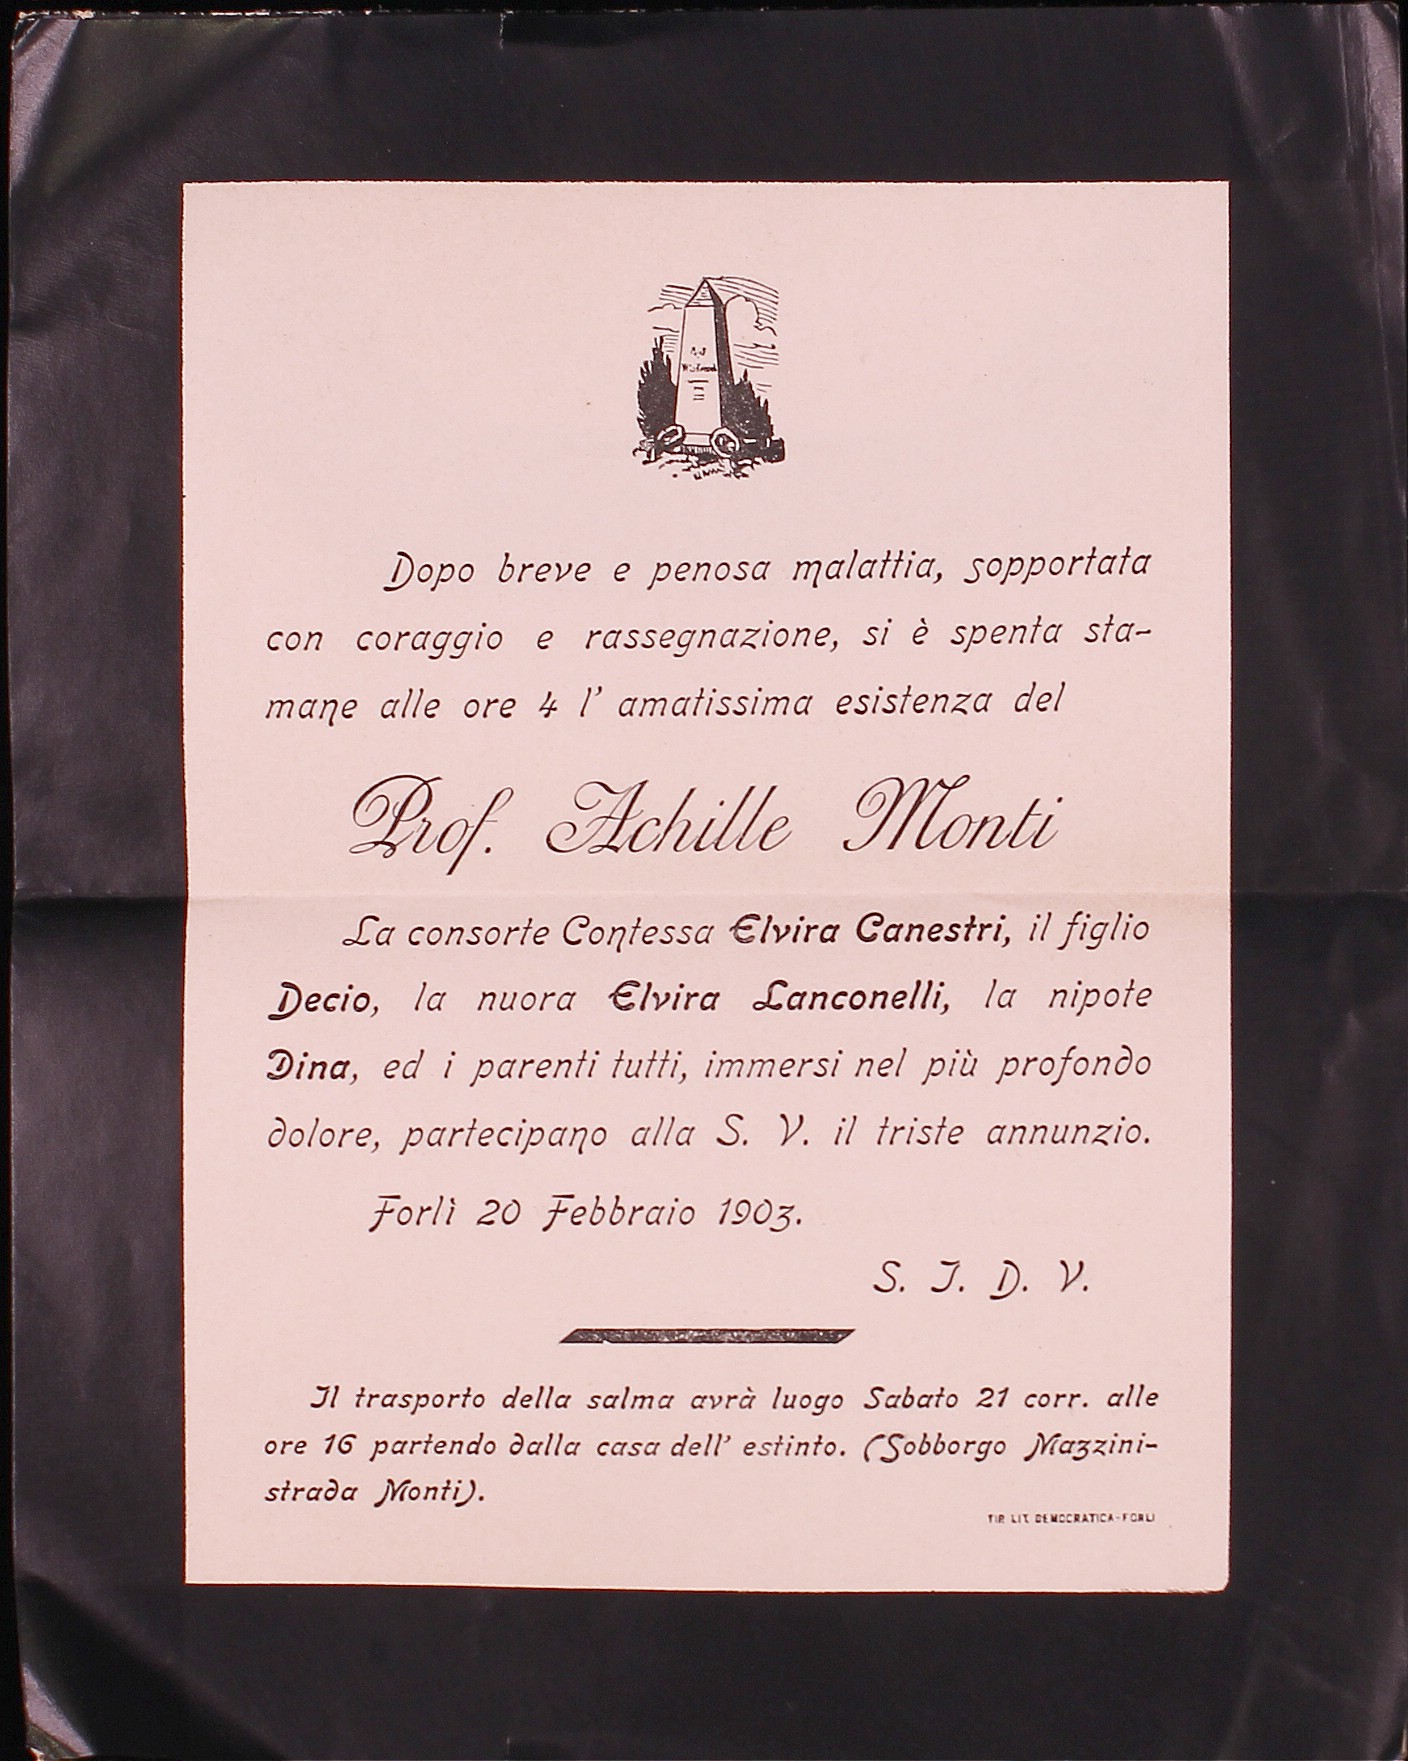 Dopo breve e penosa malattia, sopportata
con coraggio e rassegnazione, si è spenta sta-
mane alle ore 4 l' amatissima esistenza del
Prof. Achille Monti
La consorte Contessa Elvira Canestri, il figlio
Decio, la nuora Elvira Lanconelli, la nipote
Dina, ed i parenti tutti, immersi nel più profondo
dolore, partecipano alla S. V. il triste annunzio.
Forlì 20 Febbraio 1903.
S. I. D. V.
Il trasporto della salma avrà luogo Sabato 21 corr. alle
ore 16 partendo dalla casa dell' estinto. (Sobborgo Mazzini-
strada Monti).
TIP. LIT. DEMOCRATICA-FORLI